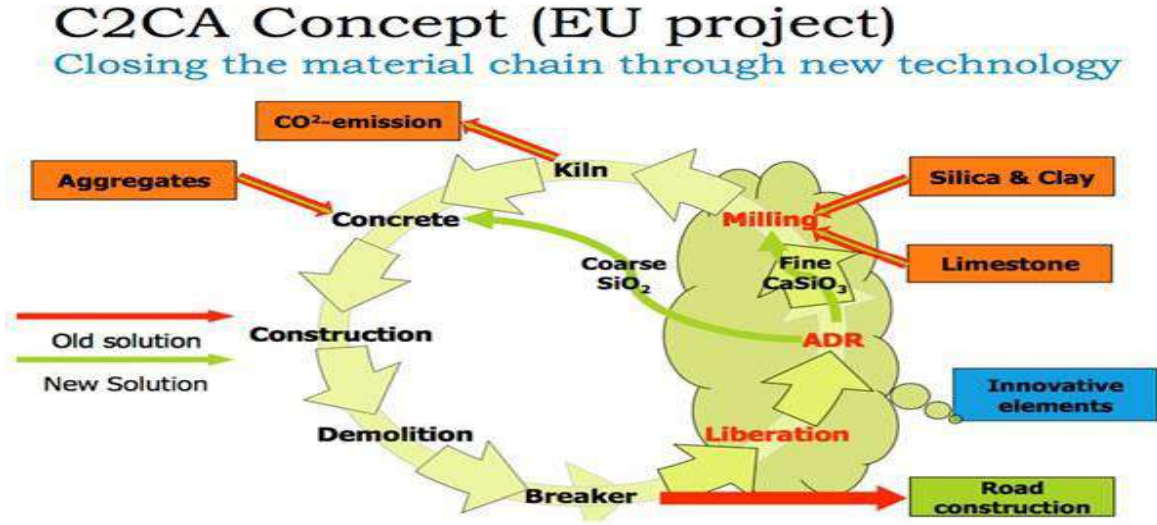 C2CA Concept (EU project)
Closing the material chain through new technology
CO²-emission
Kiln
Aggregates
Silica & Clay
Concrete
Milling
Coarse
SiO₂
Fine
CaSiO₃
Limestone
Old solution
Construction
ADR
New Solution
Innovative
elements
Demolition
Liberation
Breaker
Road
construction